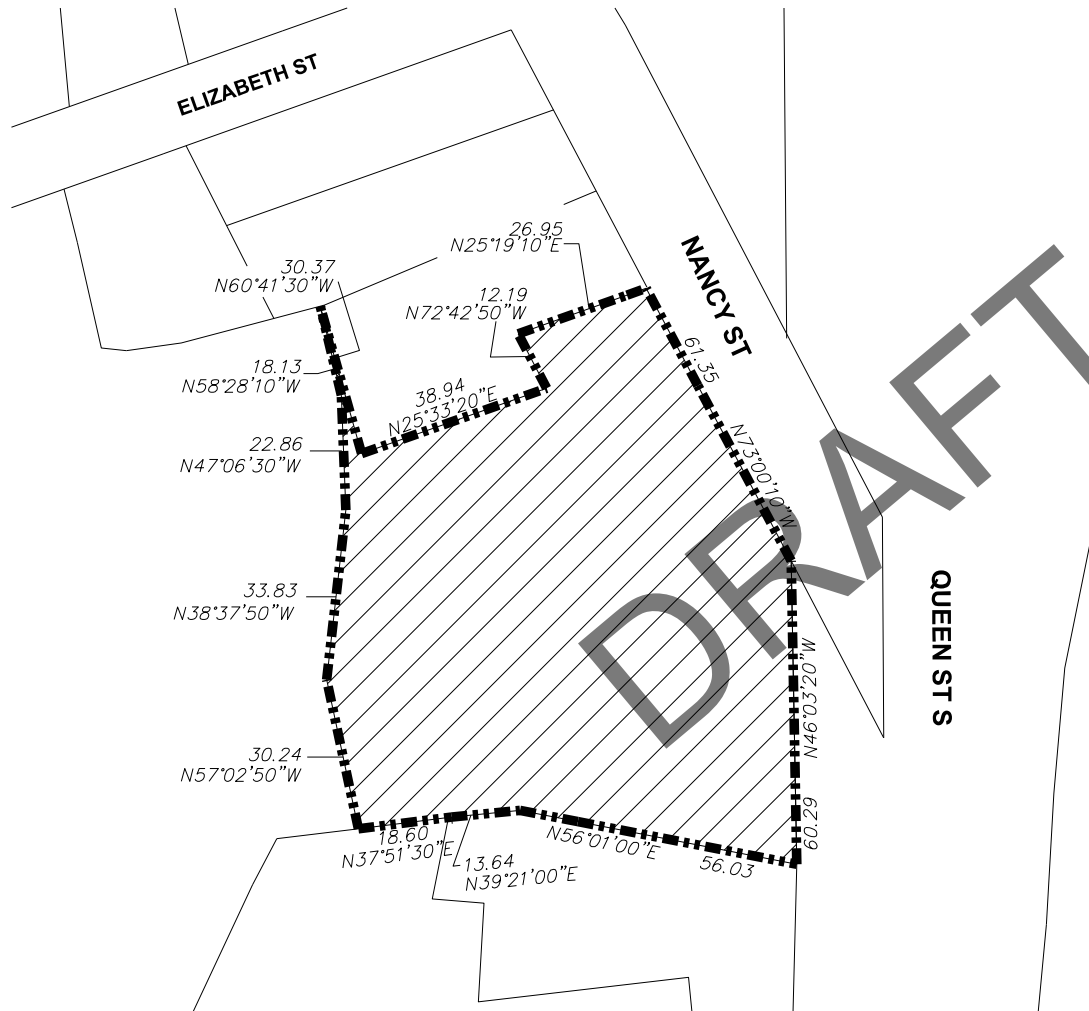 ELIZABETH ST
26.95
N25°19'10"E
NANCY ST
30.37
N60°41'30"W
12.19
N72°42'50"W
61.35
18.13
N58°28'10"W
38.94
N25°33'20"E
22.86
N47°06'30"W
N73°00'10"W
DRAFT
33.83
N38°37'50"W
QUEEN ST S
N46°03'20"W
30.24
N57°02'50"W
60.29
18.60
N37°51'30"E
13.64
N39°21'00"E
N56°01'00"E
56.03